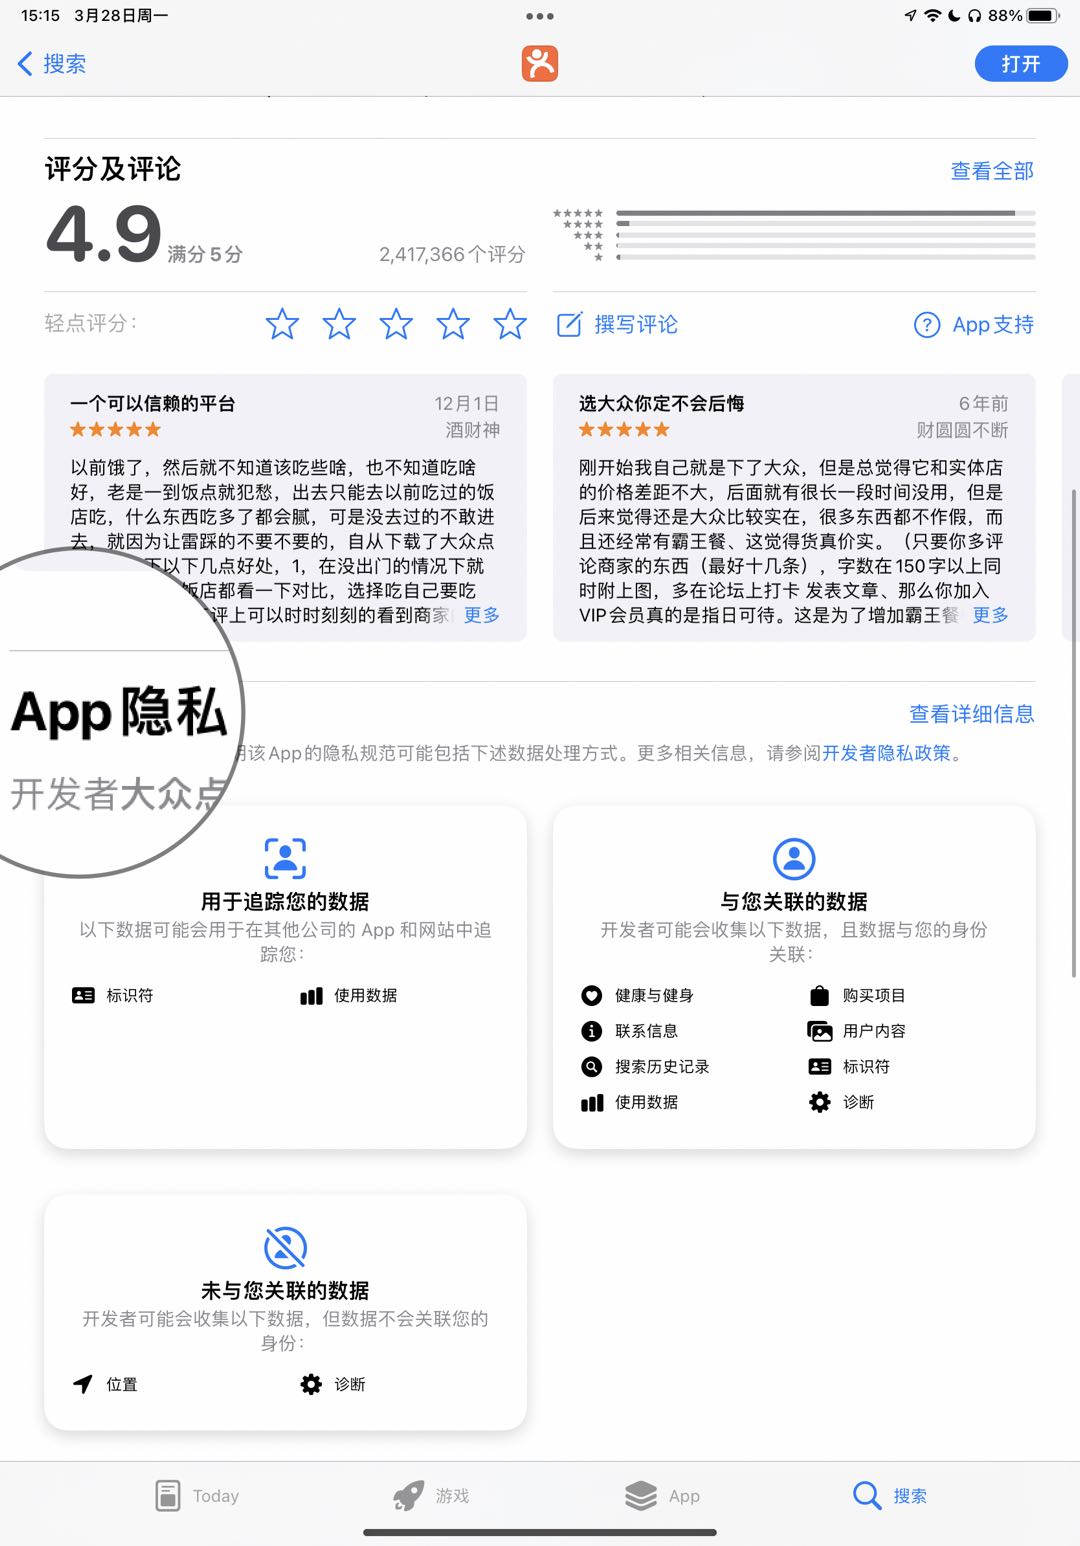 15:15 3月28日周一
88%
搜索
打开
评分及评论
查看全部
4.9 满分5分
2,417,366个评分
轻点评分：
撰写评论
App支持
一个可以信赖的平台
12月1日
酒财神
以前饿了，然后就不知道该吃些啥，也不知道吃啥
好，老是一到饭点就犯愁，出去只能去以前吃过的饭
店吃，什么东西吃多了都会腻，可是没去过的不敢进
去，就因为让雷踩的不要不要的，自从下载了大众点
下以下几点好处，1，在没出门的情况下就
饭店都看一下对比，选择吃自己要吃
评上可以时时刻刻的看到商家
更多
选大众你定不会后悔
6年前
财圆圆不断
刚开始我自己就是下了大众，但是总觉得它和实体店
的价格差距不大，后面就有很长一段时间没用，但是
后来觉得还是大众比较实在，很多东西都不作假，而
且还经常有霸王餐、这觉得货真价实。（只要你多评
论商家的东西（最好十几条），字数在150字以上同
时附上图，多在论坛上打卡 发表文章、那么你加入
VIP会员真的是指日可待。这是为了增加霸王餐
更多
App隐私
查看详细信息
开发者大众点
该App的隐私规范可能包括下述数据处理方式。更多相关信息，请参阅开发者隐私政策。
用于追踪您的数据
以下数据可能会用于在其他公司的 App 和网站中追
踪您：
标识符
使用数据
与您关联的数据
开发者可能会收集以下数据，且数据与您的身份
关联：
健康与健身
购买项目
联系信息
用户内容
搜索历史记录
标识符
使用数据
诊断
未与您关联的数据
开发者可能会收集以下数据，但数据不会关联您的
身份：
位置
诊断
Today
游戏
App
搜索